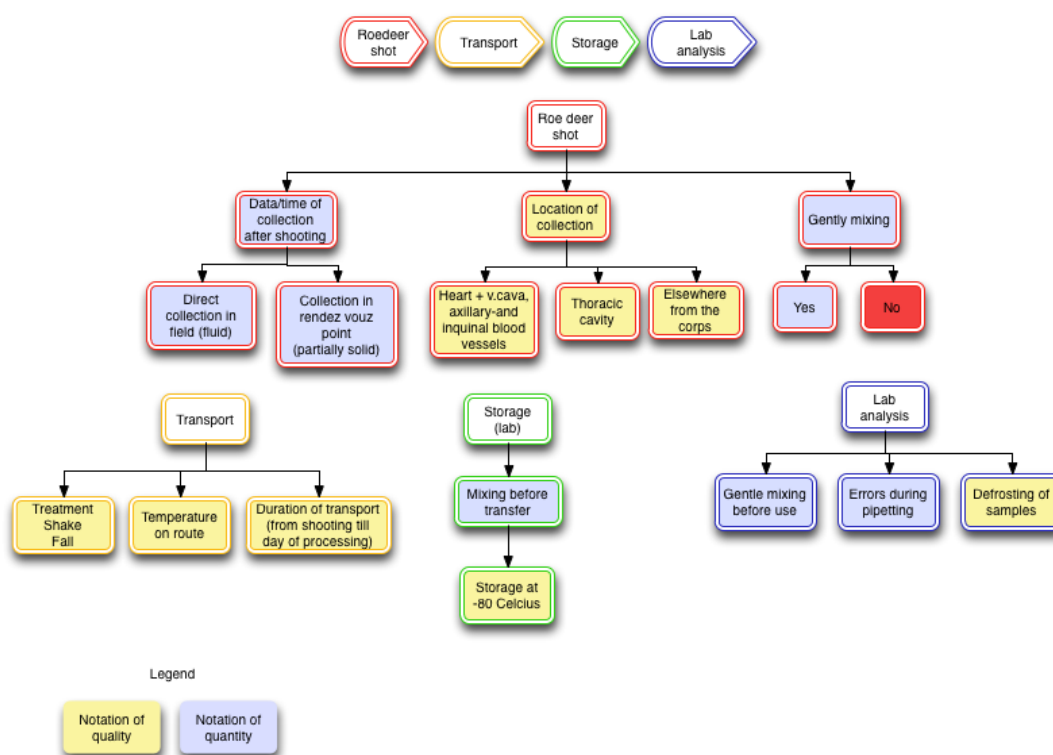 Roedeer
shot
Transport
Storage
Lab
analysis
Roe deer
shot
Data/time of
collection
after shooting
Location of
collection
Gently mixing
Direct
collection in
field (fluid)
Collection in
rendez vouz
point
(partially solid)
Heart + v.cava,
axillary-and
inquinal blood
vessels
Thoracic
cavity
Elsewhere
from the
corps
Yes
No
Transport
Storage
(lab)
Lab
analysis
Treatment
Shake
Fall
Temperature
on route
Duration of transport
(from shooting till
day of processing)
Mixing before
transfer
Gentle mixing
before use
Errors during
pipetting
Defrosting of
samples
Storage at
-80 Celcius
Legend
Notation of
quality
Notation of
quantity